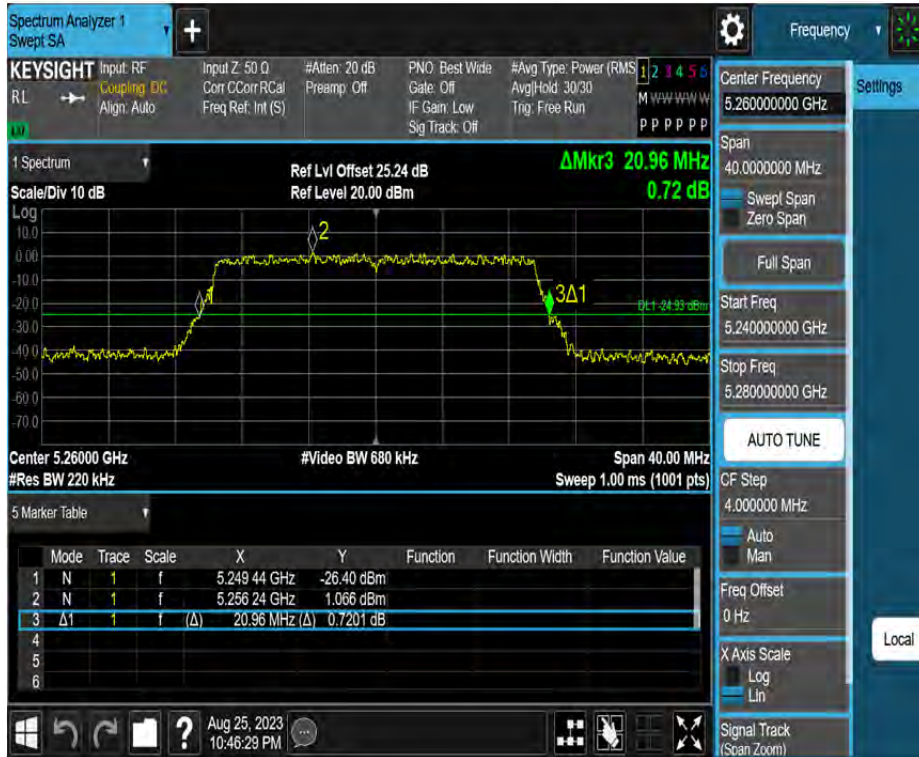 Spectrum Analyzer 1
Swept SA
+
Frequency
KEYSIGHT
RL
Input: RF
Coupling: DC
Align: Auto
Input Z: 50 Ω
Corr CCorr RCal
Freq Ref: Int (S)
#Atten: 20 dB
Preamp: Off
PNO: Best Wide
Gate: Off
IF Gain: Low
Sig Track: Off
#Avg Type: Power (RMS
Avg|Hold: 30/30
Trig: Free Run
1 2 3 4 5 6
M W W W W W
P P P P P P
1 Spectrum
Scale/Div 10 dB
Ref Lvl Offset 25.24 dB
Ref Level 20.00 dBm
ΔMkr3 20.96 MHz
0.72 dB
Log
10.0
0.00
-10.0
-20.0
-30.0
-40.0
-50.0
-60.0
-70.0
2
3Δ1
DL1 -24.93 dBm
Center 5.26000 GHz
#Video BW 680 kHz
Span 40.00 MHz
#Res BW 220 kHz
Sweep 1.00 ms (1001 pts)
5 Marker Table
Mode Trace Scale X Y Function Function Width Function Value
1 N 1 f 5.249 44 GHz -26.40 dBm
2 N 1 f 5.256 24 GHz 1.066 dBm
3 Δ1 1 f (Δ) 20.96 MHz (Δ) 0.7201 dB
4
5
6
?
Aug 25, 2023
10:46:29 PM
Center Frequency
5.260000000 GHz
Span
40.0000000 MHz
Swept Span
Zero Span
Full Span
Start Freq
5.240000000 GHz
Stop Freq
5.280000000 GHz
AUTO TUNE
CF Step
4.000000 MHz
Auto
Man
Freq Offset
0 Hz
X Axis Scale
Log
Lin
Signal Track
(Span Zoom)
Settings
Local